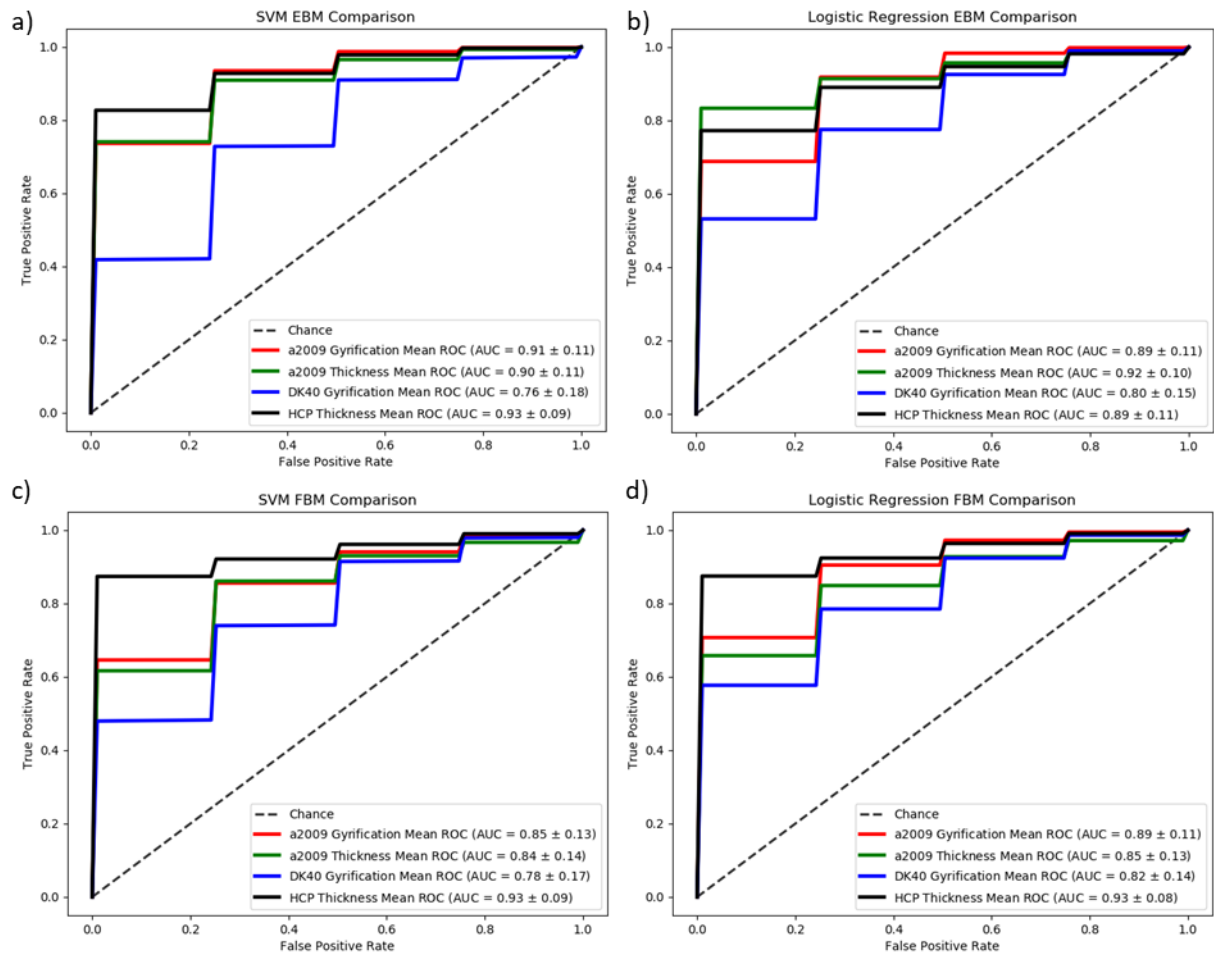 a)
SVM EBM Comparison
1.0
0.8
0.6
0.4
0.2
0.0
True Positive Rate
0.0 0.2 0.4 0.6 0.8 1.0
False Positive Rate
Chance
a2009 Gyrification Mean ROC (AUC = 0.91 ± 0.11)
a2009 Thickness Mean ROC (AUC = 0.90 ± 0.11)
DK40 Gyrification Mean ROC (AUC = 0.76 ± 0.18)
HCP Thickness Mean ROC (AUC = 0.93 ± 0.09)
b)
Logistic Regression EBM Comparison
1.0
0.8
0.6
0.4
0.2
0.0
True Positive Rate
0.0 0.2 0.4 0.6 0.8 1.0
False Positive Rate
Chance
a2009 Gyrification Mean ROC (AUC = 0.89 ± 0.11)
a2009 Thickness Mean ROC (AUC = 0.92 ± 0.10)
DK40 Gyrification Mean ROC (AUC = 0.80 ± 0.15)
HCP Thickness Mean ROC (AUC = 0.89 ± 0.11)
c)
SVM FBM Comparison
1.0
0.8
0.6
0.4
0.2
0.0
True Positive Rate
0.0 0.2 0.4 0.6 0.8 1.0
False Positive Rate
Chance
a2009 Gyrification Mean ROC (AUC = 0.85 ± 0.13)
a2009 Thickness Mean ROC (AUC = 0.84 ± 0.14)
DK40 Gyrification Mean ROC (AUC = 0.78 ± 0.17)
HCP Thickness Mean ROC (AUC = 0.93 ± 0.09)
d)
Logistic Regression FBM Comparison
1.0
0.8
0.6
0.4
0.2
0.0
True Positive Rate
0.0 0.2 0.4 0.6 0.8 1.0
False Positive Rate
Chance
a2009 Gyrification Mean ROC (AUC = 0.89 ± 0.11)
a2009 Thickness Mean ROC (AUC = 0.85 ± 0.13)
DK40 Gyrification Mean ROC (AUC = 0.82 ± 0.14)
HCP Thickness Mean ROC (AUC = 0.93 ± 0.08)